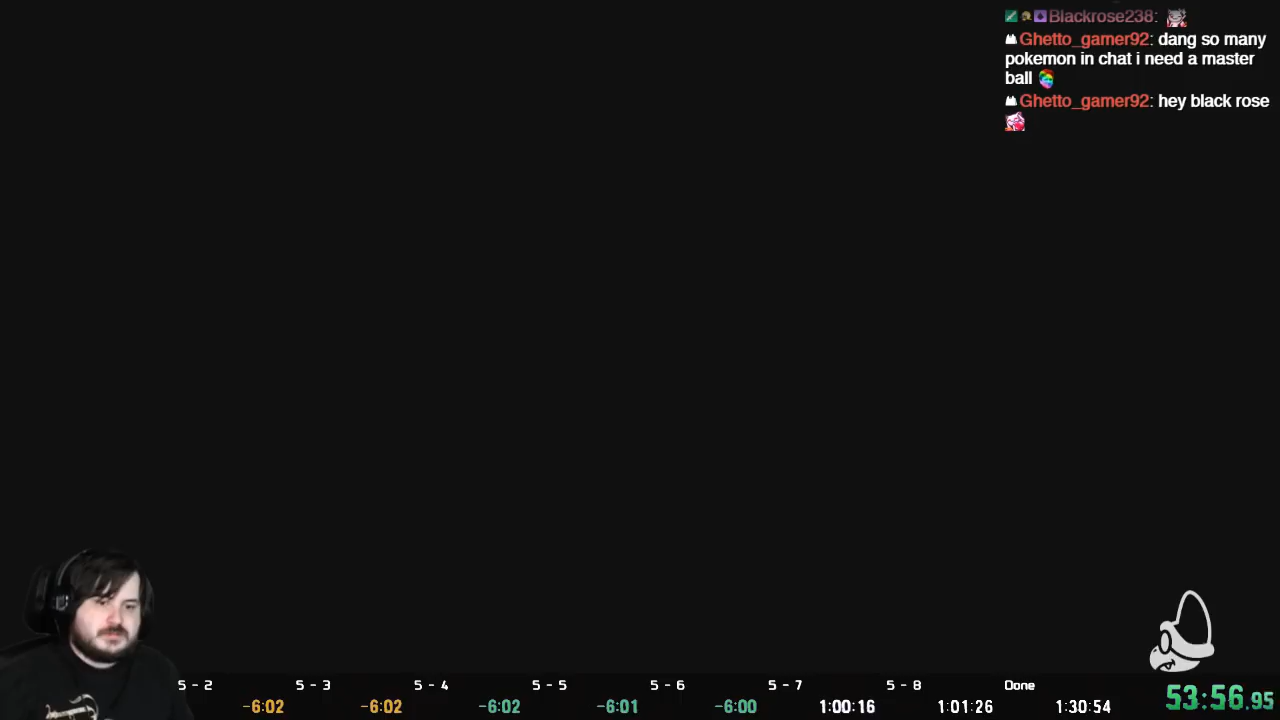 Blackrose238:
Ghetto_gamer92: dang so many
pokemon in chat i need a master
ball
Ghetto_gamer92: hey black rose
5 - 2 5 - 3 5 - 4 5 - 5 5 - 6 5 - 7 5 - 8 Done
-6:02 -6:02 -6:02 -6:01 -6:00 1:00:16 1:01:26 1:30:54
53:56.95